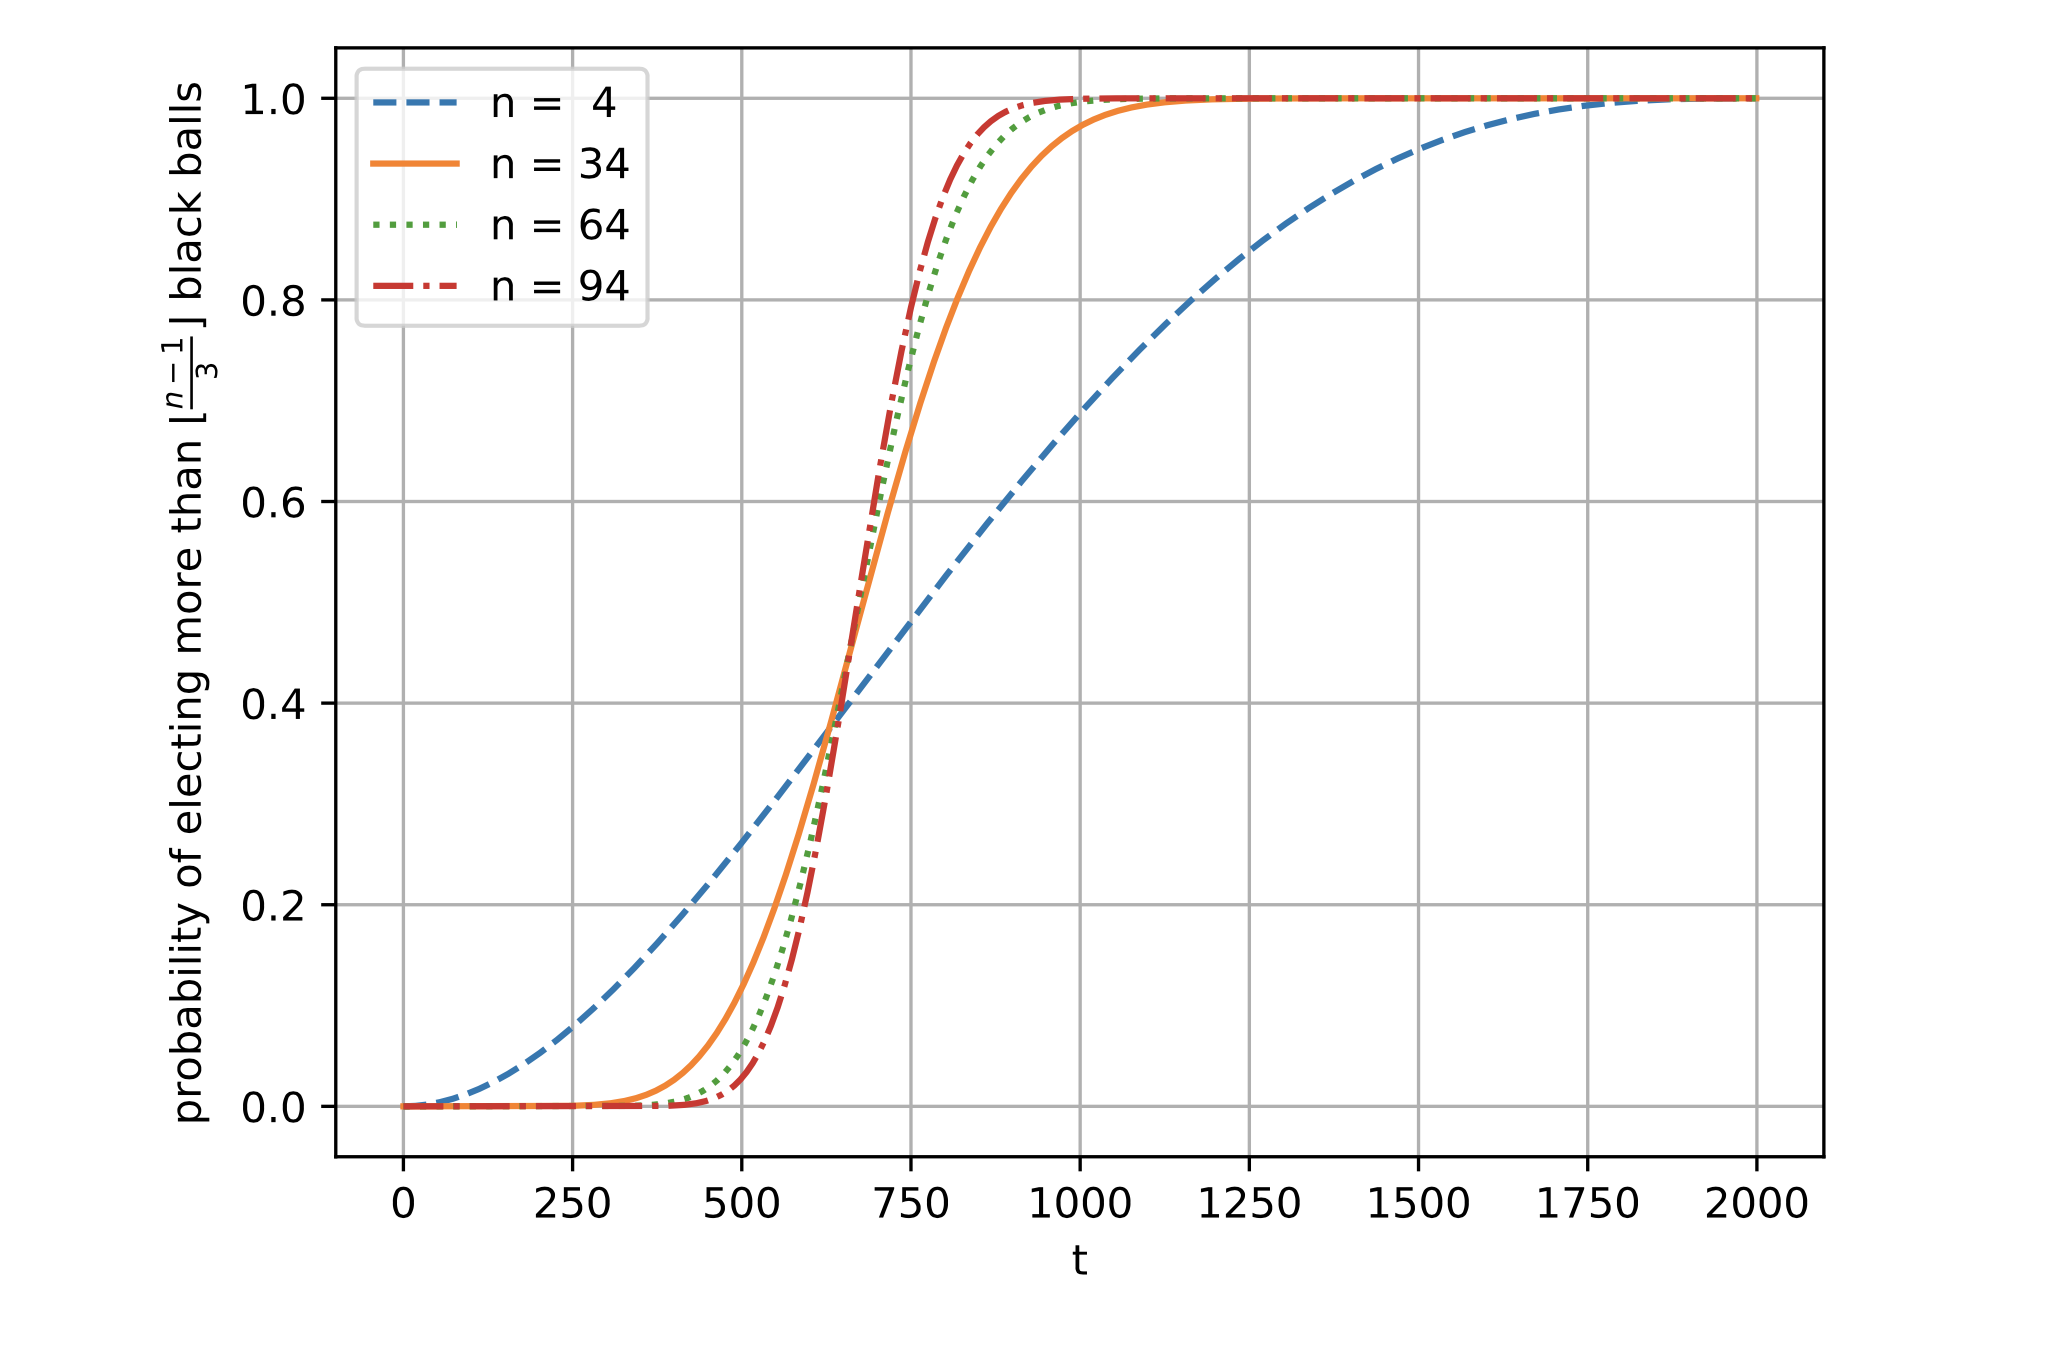 probability of electing more than ⌊\frac{n-1}{3}⌋ black balls
1.0
0.8
0.6
0.4
0.2
0.0
n = 4
n = 34
n = 64
n = 94
0 250 500 750 1000 1250 1500 1750 2000
t